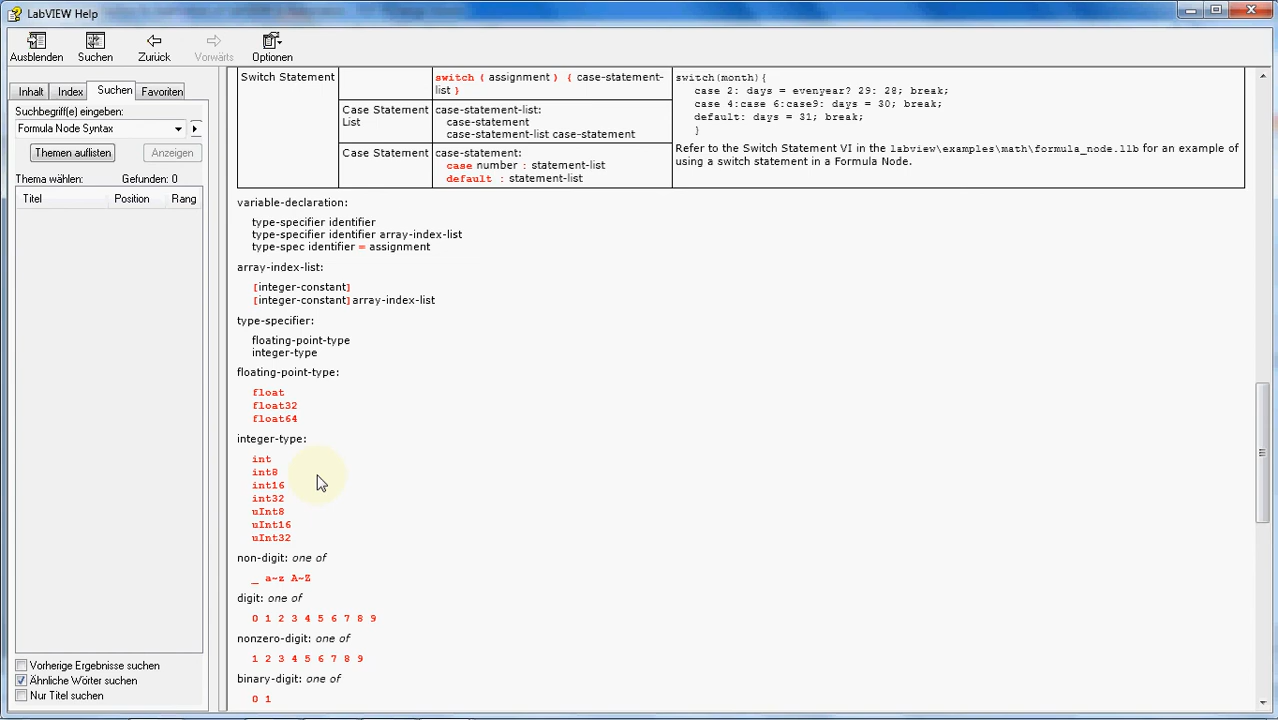 LabVIEW Help
Ausblenden Suchen Zurück Vorwärts Optionen
Inhalt Index Suchen Favoriten
Suchbegriff(e) eingeben:
Formula Node Syntax
Themen auflisten Anzeigen
Thema wählen: Gefunden: 0
Titel Position Rang
Vorherige Ergebnisse suchen
Ähnliche Wörter suchen
Nur Titel suchen
Switch Statement
switch ( assignment ) { case-statement-
list }
switch(month){
case 2: days = evenyear? 29: 28; break;
case 4:case 6:case9: days = 30; break;
default: days = 31; break;
}
Refer to the Switch Statement VI in the labview\examples\math\formula_node.llb for an example of
using a switch statement in a Formula Node.
Case Statement
List
case-statement-list:
case-statement
case-statement-list case-statement
Case Statement
case-statement:
case number : statement-list
default : statement-list
variable-declaration:
type-specifier identifier
type-specifier identifier array-index-list
type-spec identifier = assignment
array-index-list:
[integer-constant]
[integer-constant] array-index-list
type-specifier:
floating-point-type
integer-type
floating-point-type:
float
float32
float64
integer-type:
int
int8
int16
int32
uInt8
uInt16
uInt32
non-digit: one of
_ a~z A~Z
digit: one of
0 1 2 3 4 5 6 7 8 9
nonzero-digit: one of
1 2 3 4 5 6 7 8 9
binary-digit: one of
0 1